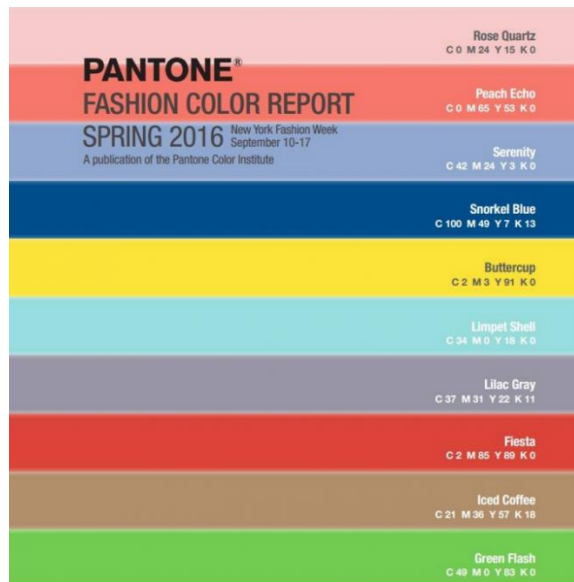 Rose Quartz
C 0 M 24 Y 15 K 0
PANTONE®
FASHION COLOR REPORT
SPRING 2016 New York Fashion Week
September 10-17
A publication of the Pantone Color Institute
Peach Echo
C 0 M 65 Y 53 K 0
Serenity
C 42 M 24 Y 3 K 0
Snorkel Blue
C 100 M 49 Y 7 K 13
Buttercup
C 2 M 3 Y 91 K 0
Limpet Shell
C 34 M 0 Y 18 K 0
Lilac Gray
C 37 M 31 Y 22 K 11
Fiesta
C 2 M 85 Y 89 K 0
Iced Coffee
C 21 M 36 Y 57 K 18
Green Flash
C 49 M 0 Y 83 K 0